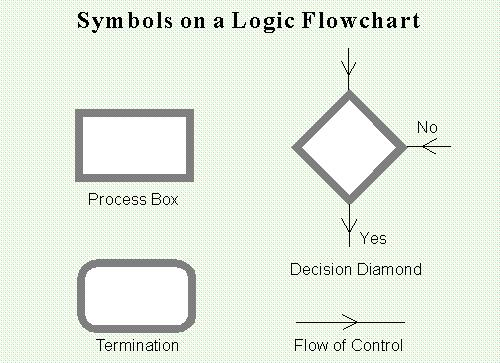 Symbols on a Logic Flowchart
No
Process Box
Yes
Decision Diamond
Termination
Flow of Control